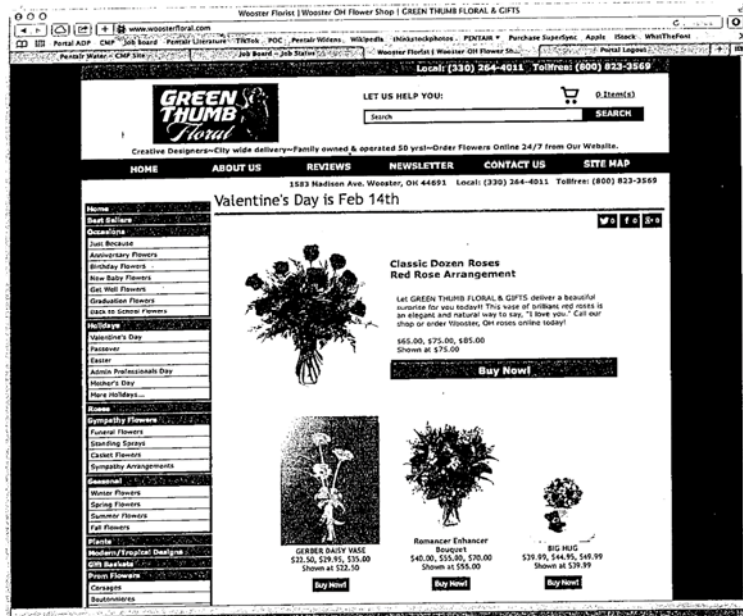 Wooster Florist | Wooster OH Flower Shop | GREEN THUMB FLORAL & GIFTS
www.woosterfloral.com
Portal ADP CMP Job Board Pentair Literature TikTok POC Pentair Widens Wikipedia thinkstockphotos PENTAIR Purchase SuperSync Apple iStock WhatTheFont
Pentair Water - CMP Site Job Board - Job Status Wooster Florist | Wooster OH Flower Sh... Portal Logout
Local: (330) 264-4011 Tollfree: (800) 823-3569
GREEN
THUMB
Floral
LET US HELP YOU:
0 Item(s)
Search
SEARCH
Creative Designers~City wide delivery~Family owned & operated 50 yrs!~Order Flowers Online 24/7 from Our Website.
HOME ABOUT US REVIEWS NEWSLETTER CONTACT US SITE MAP
1583 Madison Ave. Wooster, OH 44691 Local: (330) 264-4011 Tollfree: (800) 823-3569
Home
Best Sellers
Occasions
Just Because
Anniversary Flowers
Birthday Flowers
New Baby Flowers
Get Well Flowers
Graduation Flowers
Back to School Flowers
Holidays
Valentine's Day
Passover
Easter
Admin Professionals Day
Mother's Day
More Holidays...
Roses
Sympathy Flowers
Funeral Flowers
Standing Sprays
Casket Flowers
Sympathy Arrangements
Seasonal
Winter Flowers
Spring Flowers
Summer Flowers
Fall Flowers
Plants
Modern/Tropical Designs
Gift Baskets
Prom Flowers
Corsages
Boutonnieres
Valentine's Day is Feb 14th
0 0 0
Classic Dozen Roses
Red Rose Arrangement
Let GREEN THUMB FLORAL & GIFTS deliver a beautiful
surprise for you today!! This vase of brilliant red roses is
an elegant and natural way to say, "I love you." Call our
shop or order Wooster, OH roses online today!
$65.00, $75.00, $85.00
Shown at $75.00
Buy Now!
GERBER DAISY VASE
$22.50, $29.95, $35.00
Shown at $22.50
Buy Now!
Romancer Enhancer
Bouquet
$40.00, $55.00, $70.00
Shown at $55.00
Buy Now!
BIG HUG
$39.99, $44.95, $49.99
Shown at $39.99
Buy Now!